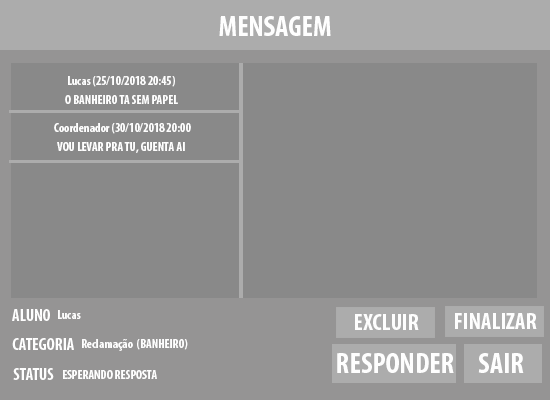 MENSAGEM
Lucas (25/10/2018 20:45)
O BANHEIRO TA SEM PAPEL
Coordenador (30/10/2018 20:00
VOU LEVAR PRA TU, GUENTA AI
ALUNO Lucas
CATEGORIA Reclamação (BANHEIRO)
STATUS ESPERANDO RESPOSTA
EXCLUIR FINALIZAR
RESPONDER SAIR